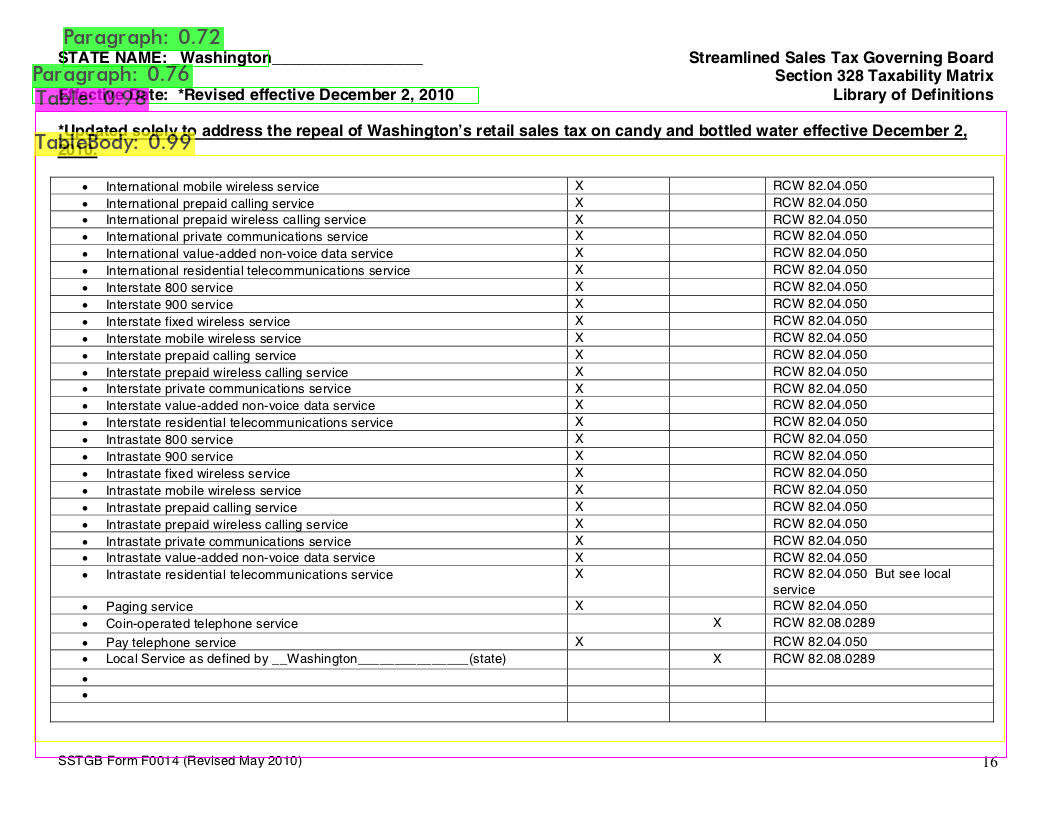 Paragraph: 0.72
STATE NAME: _Washington_________________
Streamlined Sales Tax Governing Board
Paragraph: 0.76
Section 328 Taxability Matrix
Table: 0.98
Effective Date: *Revised effective December 2, 2010
Library of Definitions
*Updated solely to address the repeal of Washington's retail sales tax on candy and bottled water effective December 2,
2010.
TableBody: 0.99
• International mobile wireless service X RCW 82.04.050
• International prepaid calling service X RCW 82.04.050
• International prepaid wireless calling service X RCW 82.04.050
• International private communications service X RCW 82.04.050
• International value-added non-voice data service X RCW 82.04.050
• International residential telecommunications service X RCW 82.04.050
• Interstate 800 service X RCW 82.04.050
• Interstate 900 service X RCW 82.04.050
• Interstate fixed wireless service X RCW 82.04.050
• Interstate mobile wireless service X RCW 82.04.050
• Interstate prepaid calling service X RCW 82.04.050
• Interstate prepaid wireless calling service X RCW 82.04.050
• Interstate private communications service X RCW 82.04.050
• Interstate value-added non-voice data service X RCW 82.04.050
• Interstate residential telecommunications service X RCW 82.04.050
• Intrastate 800 service X RCW 82.04.050
• Intrastate 900 service X RCW 82.04.050
• Intrastate fixed wireless service X RCW 82.04.050
• Intrastate mobile wireless service X RCW 82.04.050
• Intrastate prepaid calling service X RCW 82.04.050
• Intrastate prepaid wireless calling service X RCW 82.04.050
• Intrastate private communications service X RCW 82.04.050
• Intrastate value-added non-voice data service X RCW 82.04.050
• Intrastate residential telecommunications service X RCW 82.04.050 But see local
service
• Paging service X RCW 82.04.050
• Coin-operated telephone service X RCW 82.08.0289
• Pay telephone service X RCW 82.04.050
• Local Service as defined by __Washington_______________(state) X RCW 82.08.0289
•
•
SSTGB Form F0014 (Revised May 2010)
16